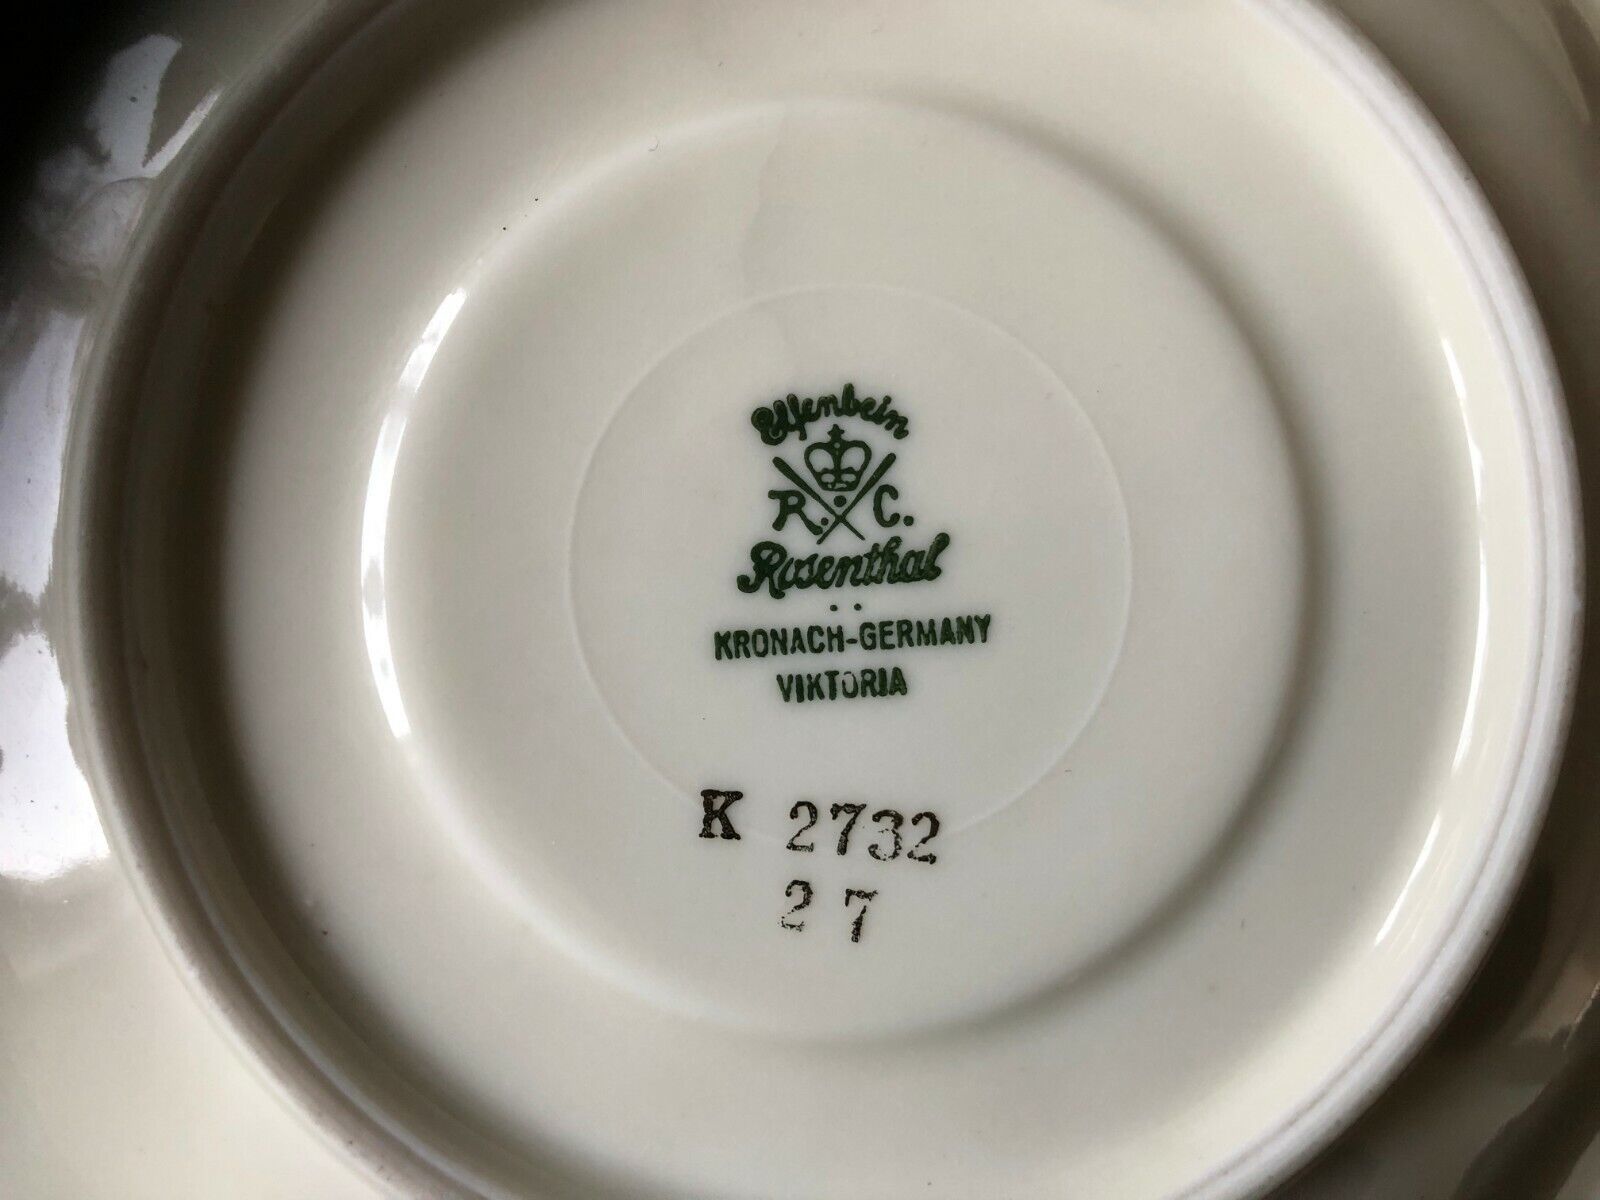 Elfenbein
R. C.
Rosenthal
KRONACH-GERMANY
VIKTORIA
K 2732
27